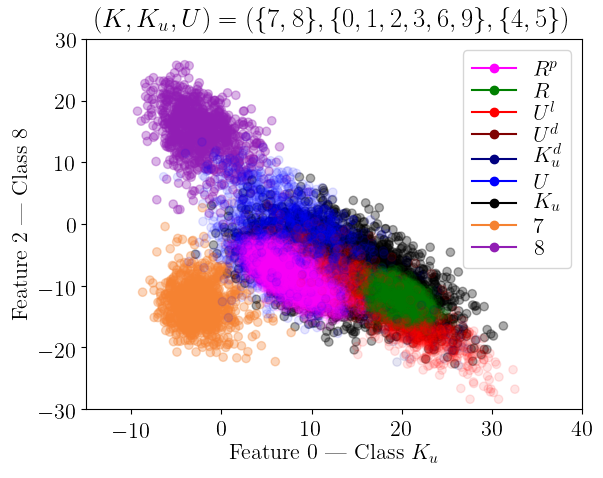 (K, K_u, U) = ({7, 8}, {0, 1, 2, 3, 6, 9}, {4, 5})
30
20
10
0
−10
−20
−30
Feature 2 — Class 8
R^p
R
U^l
U^d
K_u^d
U
K_u
7
8
−10 0 10 20 30 40
Feature 0 — Class K_u